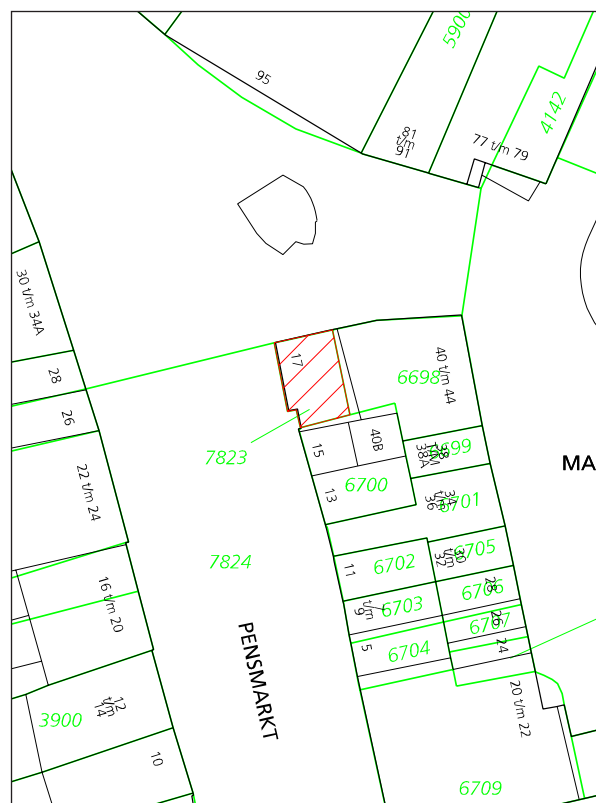 5900
95
4142
81
t/m
91
77 t/m 79
30 t/m 34A
17
40 t/m 44
6698
28
26
40B
38
T/M
38A
6699
15
7823
MA
22 t/m 24
13
6700
34
t/m
36
6701
7824
30
t/m
32
6705
11
6702
16 t/m 20
28
6706
t/m
9
6703
26
6707
PENSMARKT
5
6704
24
12
t/m
14
3900
20 t/m 22
10
6709